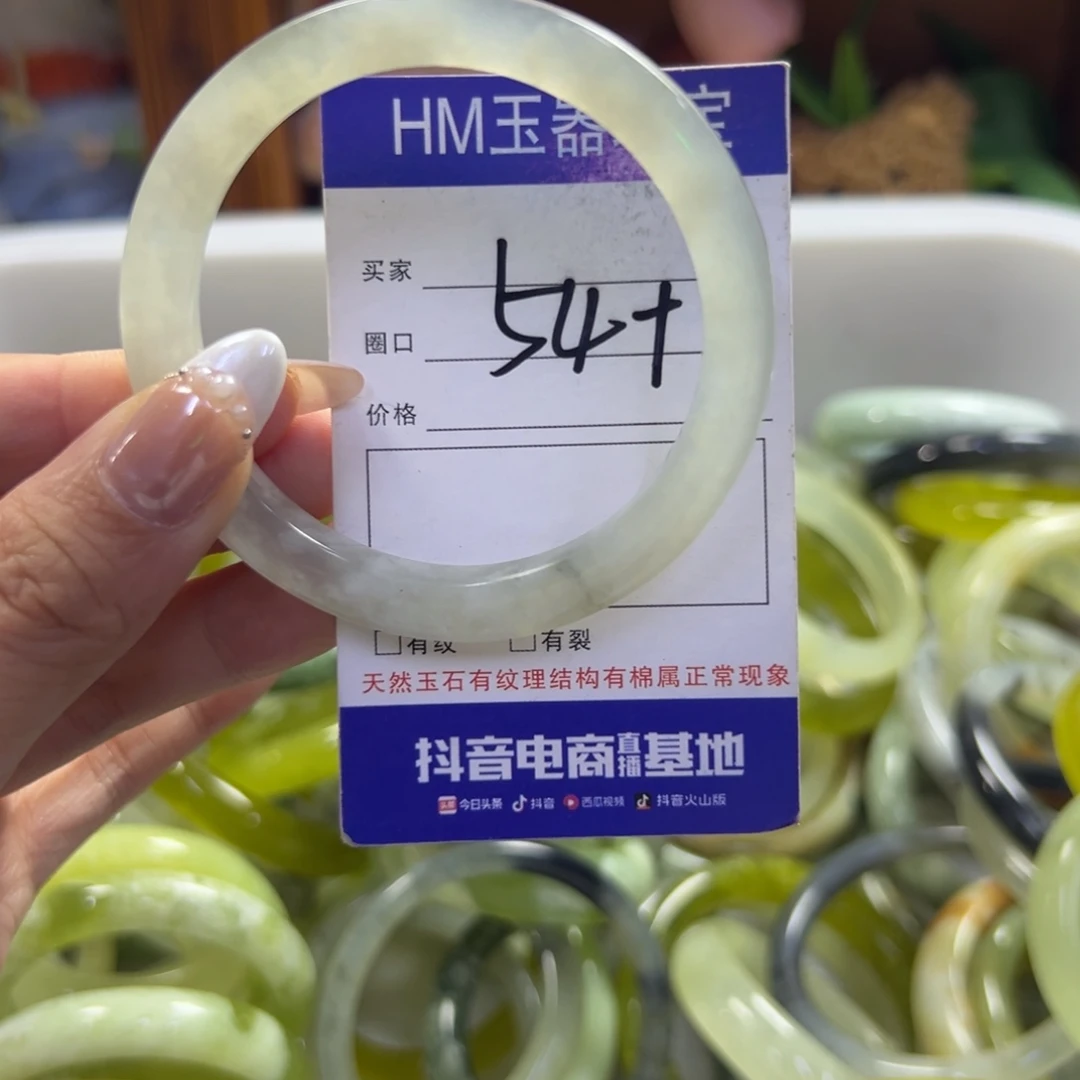 HM玉器
买家
圈口
54+
价格
有纹 有裂
天然玉石有纹理结构有棉属正常现象
抖音电商直播基地
今日头条 抖音 西瓜视频 抖音火山版